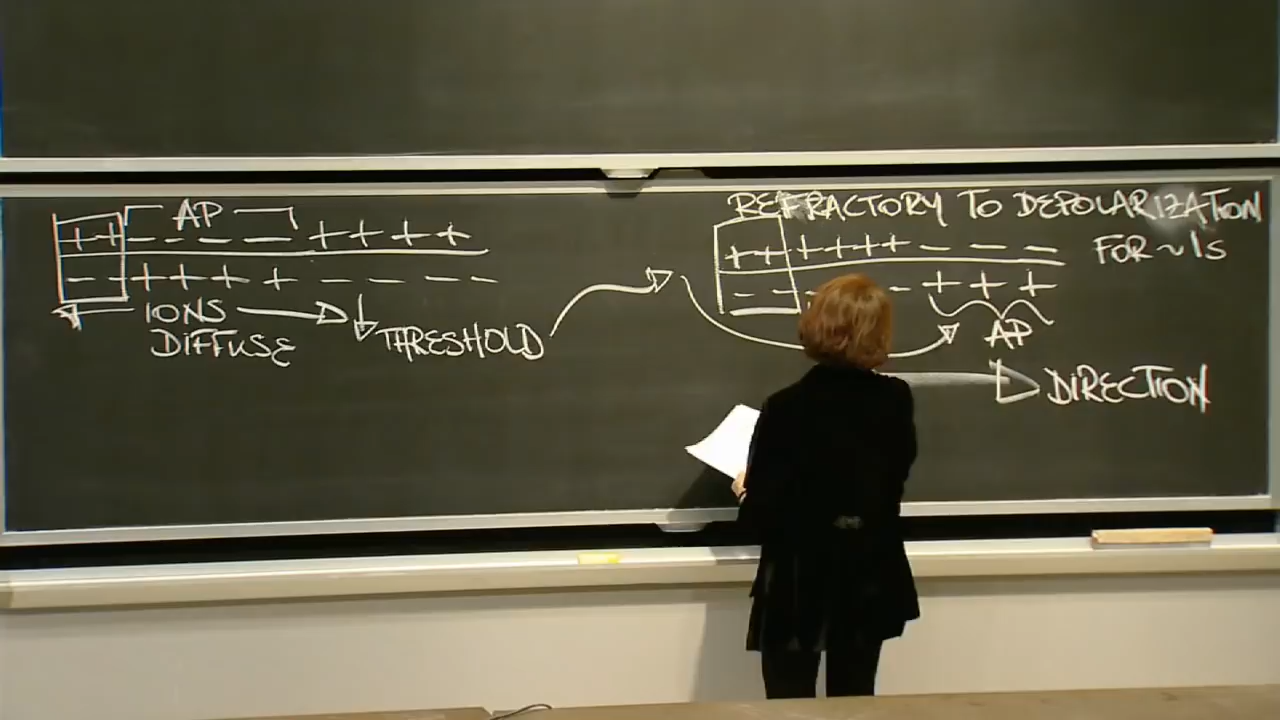 AP
++ ---- ++++
-- ++++ ----
IONS
DIFFUSE
THRESHOLD
REFRACTORY TO DEPOLARIZATION
FOR ~1s
++ ++++ ---
-- - +++
AP
DIRECTION